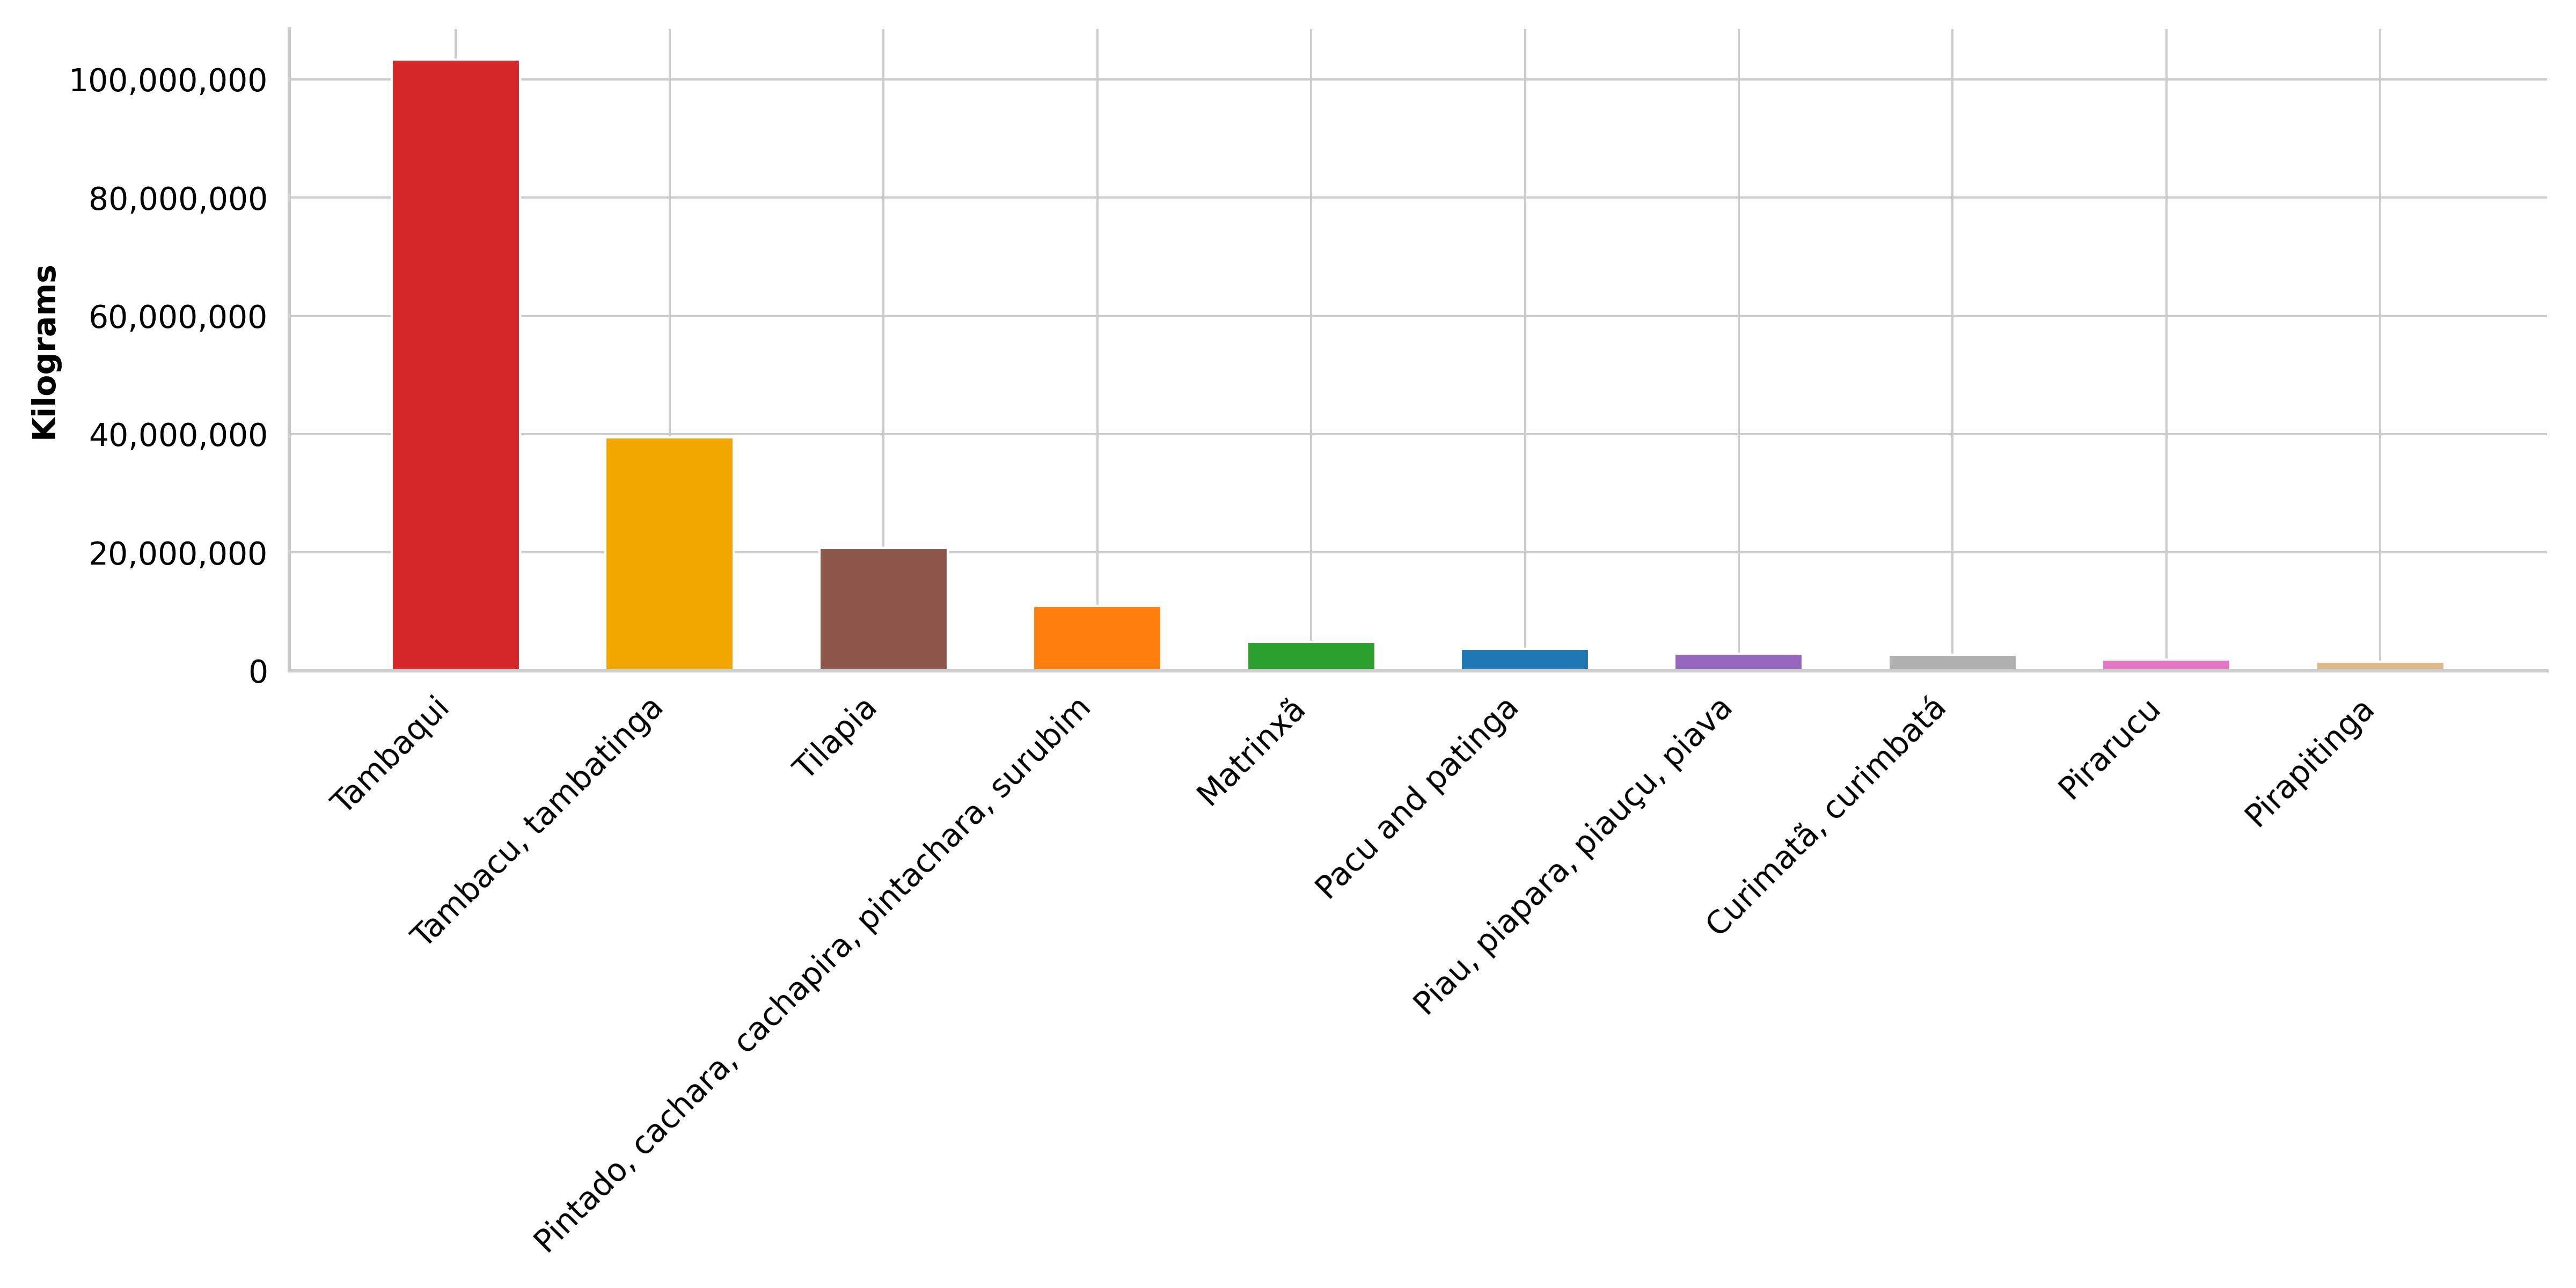 Kilograms
100,000,000
80,000,000
60,000,000
40,000,000
20,000,000
0
Tambaqui
Tambacu, tambatinga
Tilapia
Pintado, cachara, cachapira, pintachara, surubim
Matrinxã
Pacu and patinga
Piau, piapara, piauçu, piava
Curimatã, curimbatá
Pirarucu
Pirapitinga